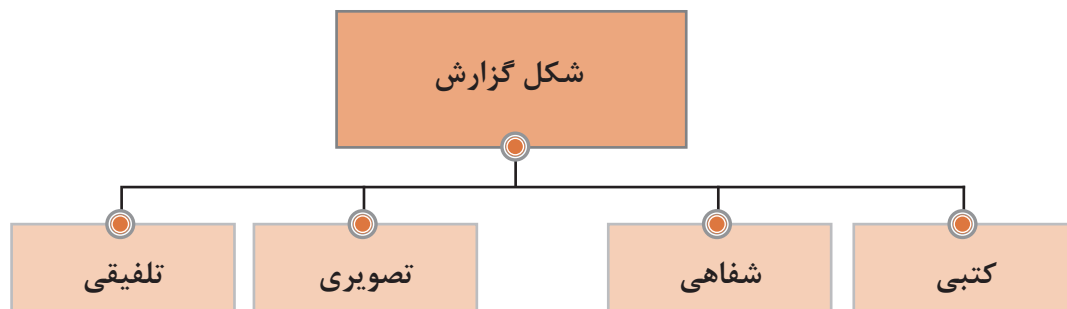 شکل گزارش
کتبی
شفاهی
تصویری
تلفیقی